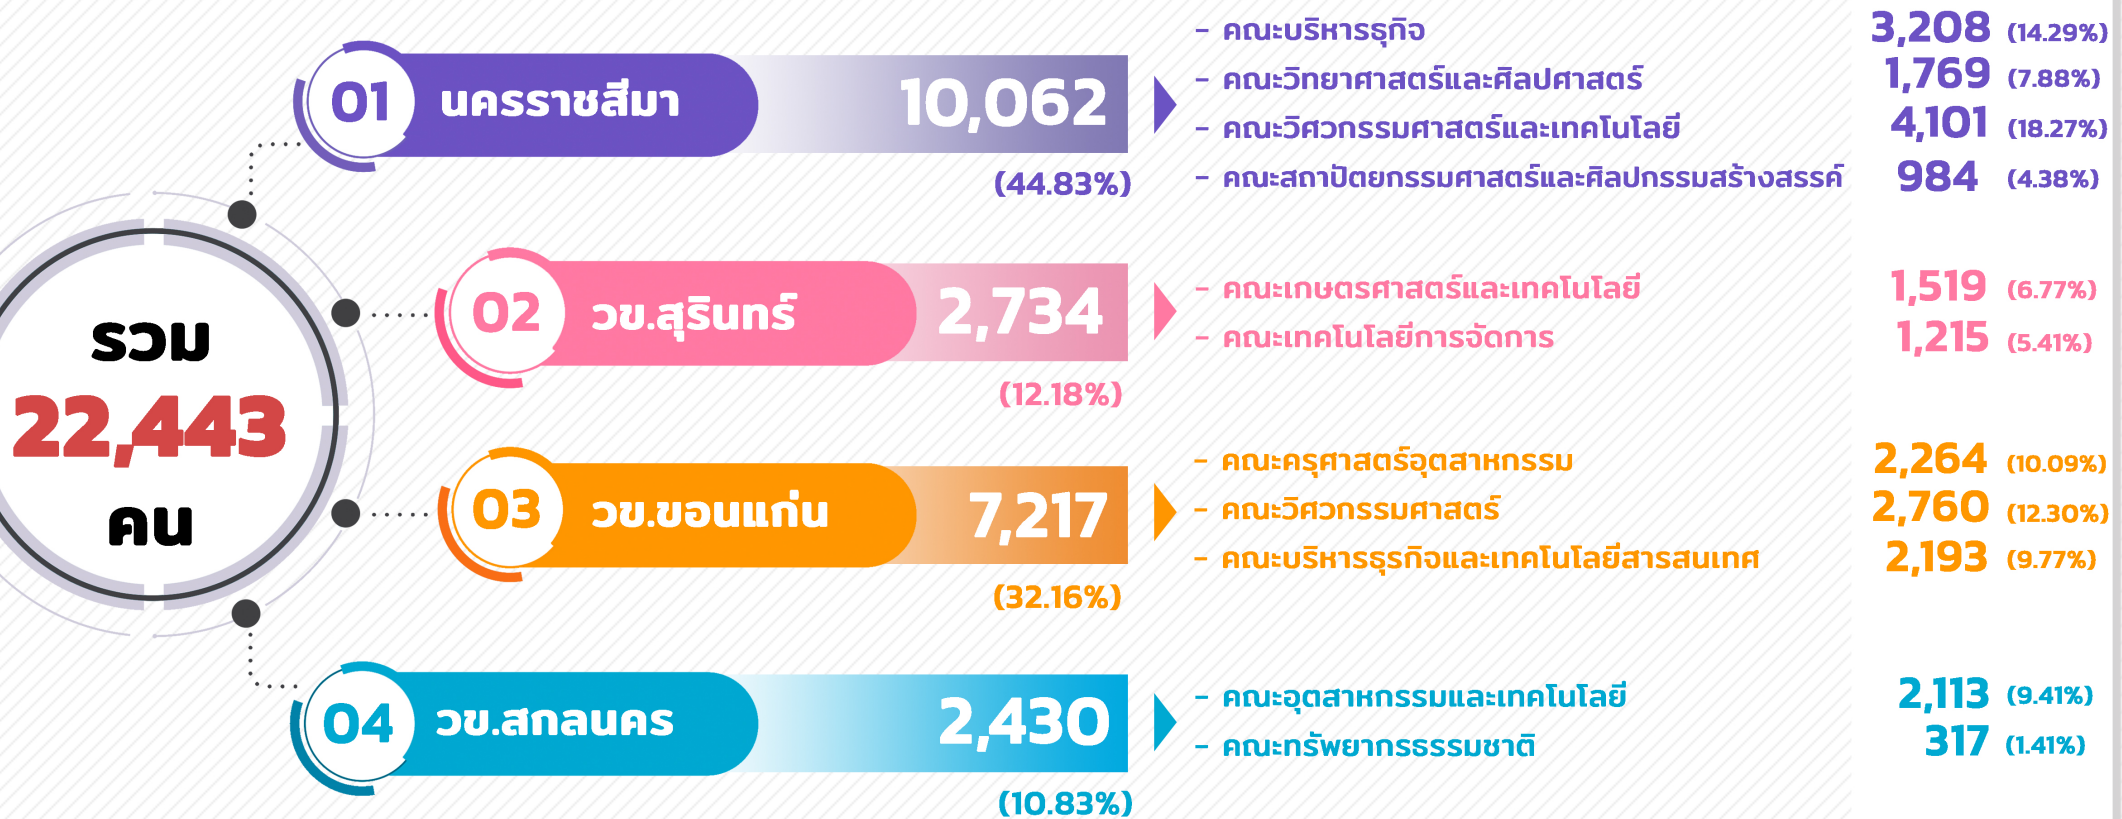 รวม
22,443
คน
01 นครราชสีมา 10,062
(44.83%)
- คณะบริหารธุกิจ 3,208 (14.29%)
- คณะวิทยาศาสตร์และศิลปศาสตร์ 1,769 (7.88%)
- คณะวิศวกรรมศาสตร์และเทคโนโลยี 4,101 (18.27%)
- คณะสถาปัตยกรรมศาสตร์และศิลปกรรมสร้างสรรค์ 984 (4.38%)
02 วข.สุรินทร์ 2,734
(12.18%)
- คณะเกษตรศาสตร์และเทคโนโลยี 1,519 (6.77%)
- คณะเทคโนโลยีการจัดการ 1,215 (5.41%)
03 วข.ขอนแก่น 7,217
(32.16%)
- คณะครุศาสตร์อุตสาหกรรม 2,264 (10.09%)
- คณะวิศวกรรมศาสตร์ 2,760 (12.30%)
- คณะบริหารธุรกิจและเทคโนโลยีสารสนเทศ 2,193 (9.77%)
04 วข.สกลนคร 2,430
(10.83%)
- คณะอุตสาหกรรมและเทคโนโลยี 2,113 (9.41%)
- คณะทรัพยากรธรรมชาติ 317 (1.41%)